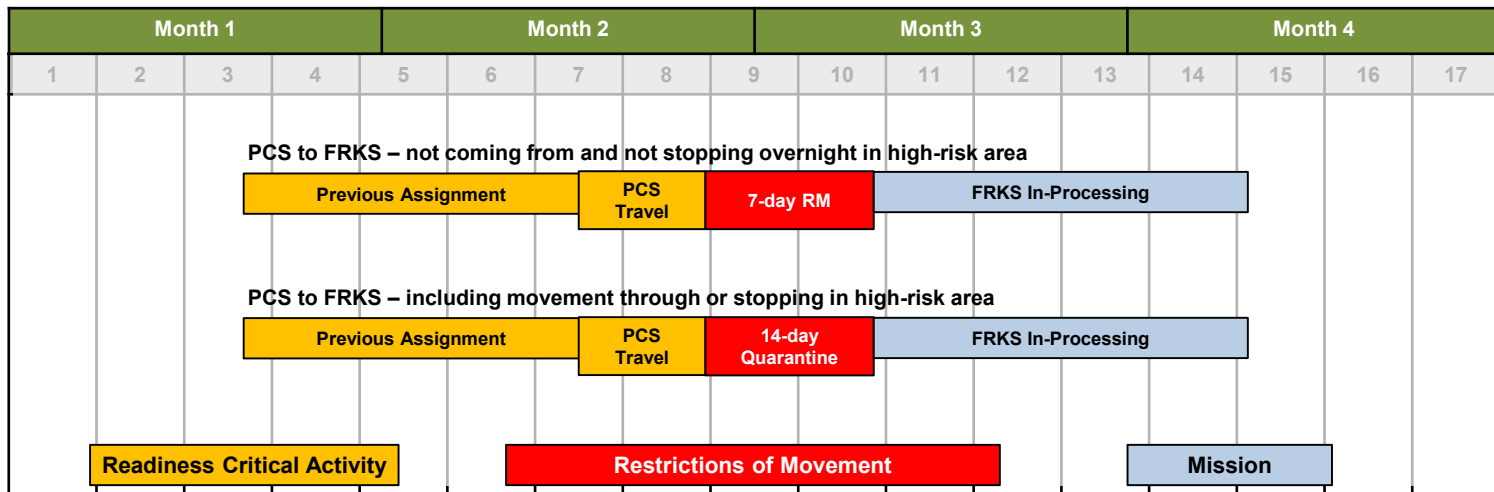 Month 1 Month 2 Month 3 Month 4
1 2 3 4 5 6 7 8 9 10 11 12 13 14 15 16 17
PCS to FRKS – not coming from and not stopping overnight in high-risk area
Previous Assignment
PCS
Travel
7-day RM
FRKS In-Processing
PCS to FRKS – including movement through or stopping in high-risk area
Previous Assignment
PCS
Travel
14-day
Quarantine
FRKS In-Processing
Readiness Critical Activity
Restrictions of Movement
Mission